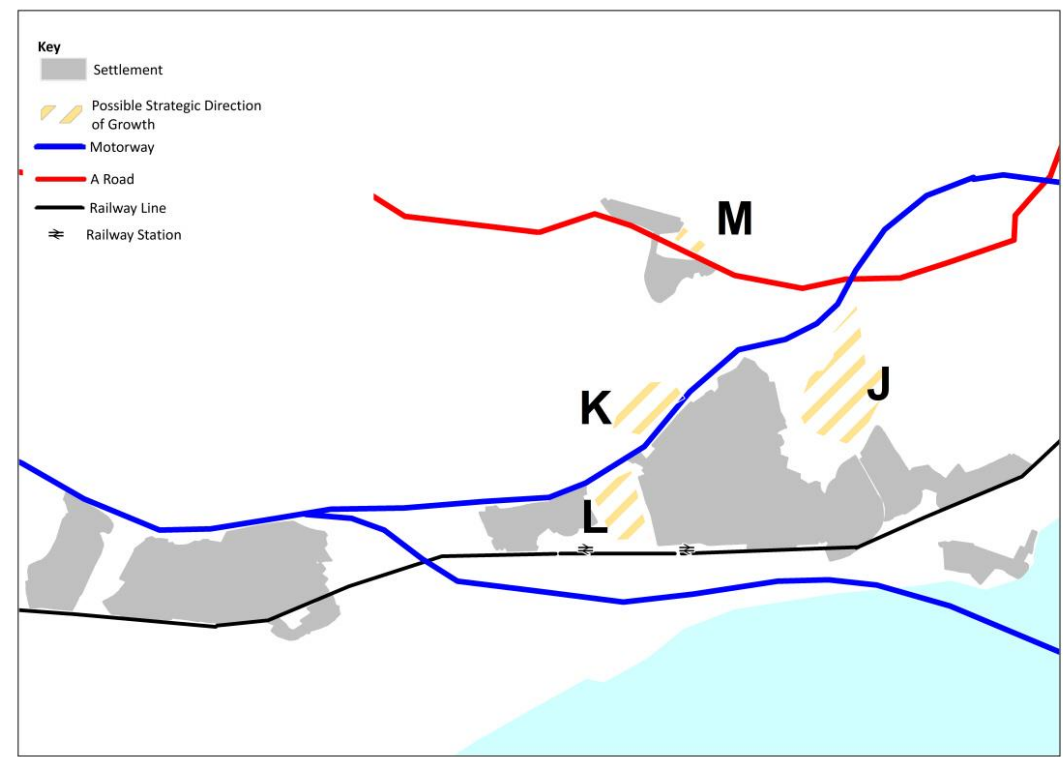 Key
Settlement
Possible Strategic Direction
of Growth
Motorway
A Road
Railway Line
Railway Station
M
J
K
L